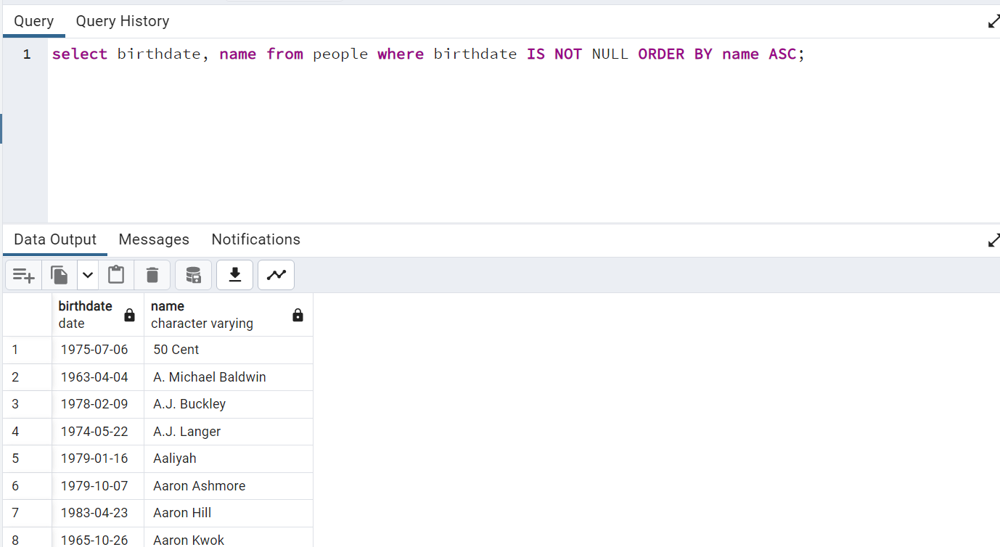 Query Query History
1 select birthdate, name from people where birthdate IS NOT NULL ORDER BY name ASC;
Data Output Messages Notifications
birthdate name
date character varying
1 1975-07-06 50 Cent
2 1963-04-04 A. Michael Baldwin
3 1978-02-09 A.J. Buckley
4 1974-05-22 A.J. Langer
5 1979-01-16 Aaliyah
6 1979-10-07 Aaron Ashmore
7 1983-04-23 Aaron Hill
8 1965-10-26 Aaron Kwok